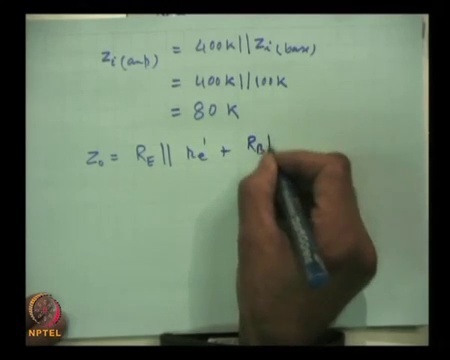 Zi(amp) = 400K || Zi(base)
= 400K || 100K
= 80 K
Zo = RE || re' + RB |
NPTEL